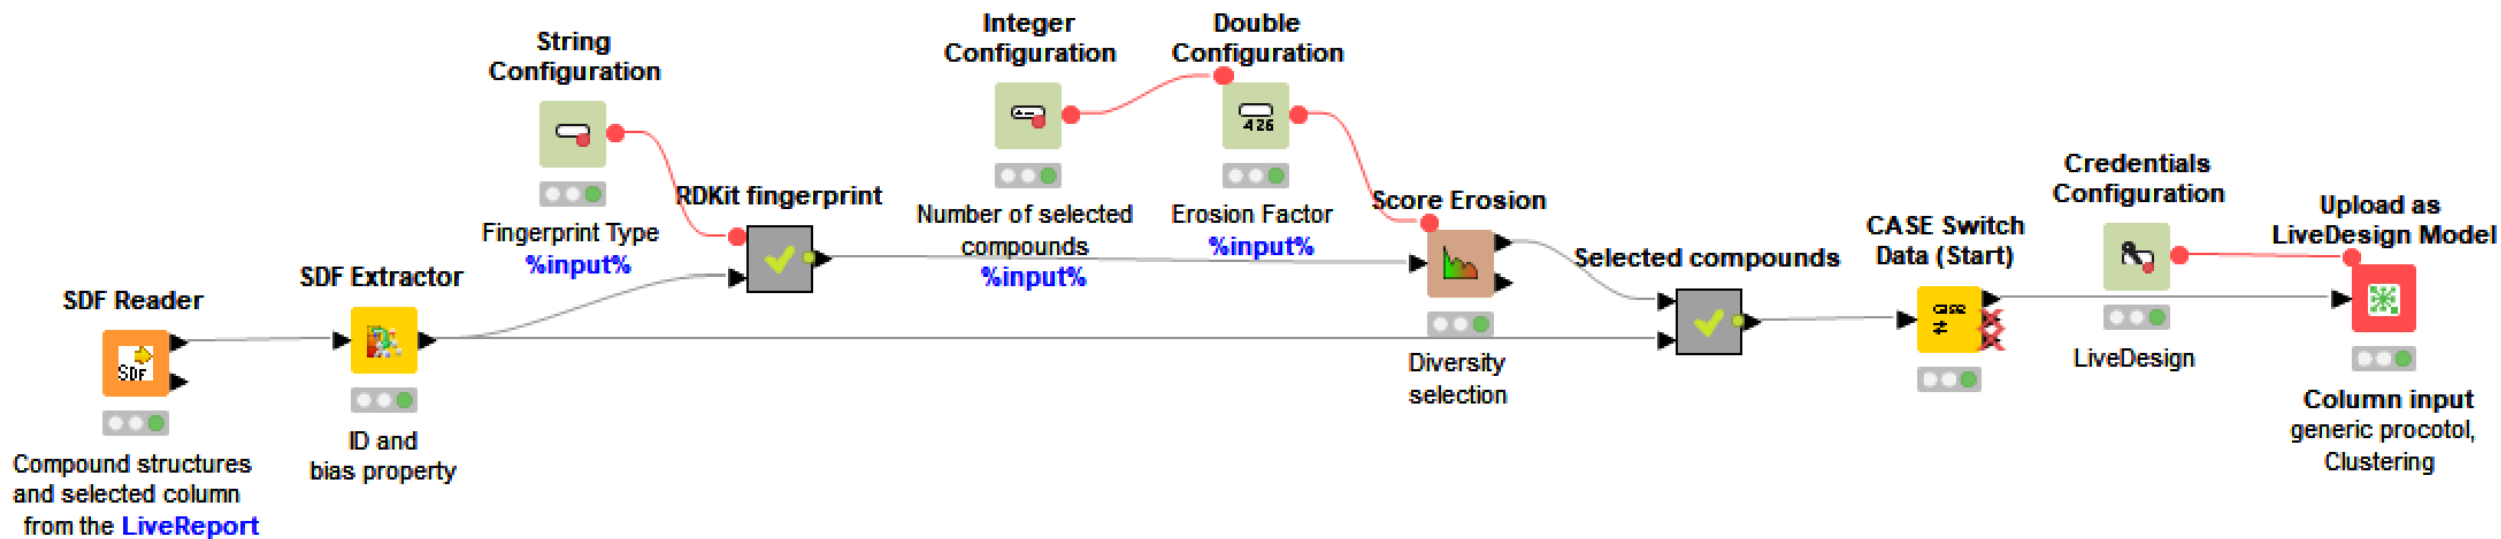 String
Configuration
Fingerprint Type
%input%
Integer
Configuration
Number of selected
compounds
%input%
Double
Configuration
.426
Erosion Factor
%input%
SDF Reader
SDF
Compound structures
and selected column
from the LiveReport
SDF Extractor
ID and
bias property
RDKit fingerprint
Score Erosion
Diversity
selection
Selected compounds
CASE Switch
Data (Start)
CASE
Credentials
Configuration
LiveDesign
Upload as
LiveDesign Model
Column input
generic procotol,
Clustering